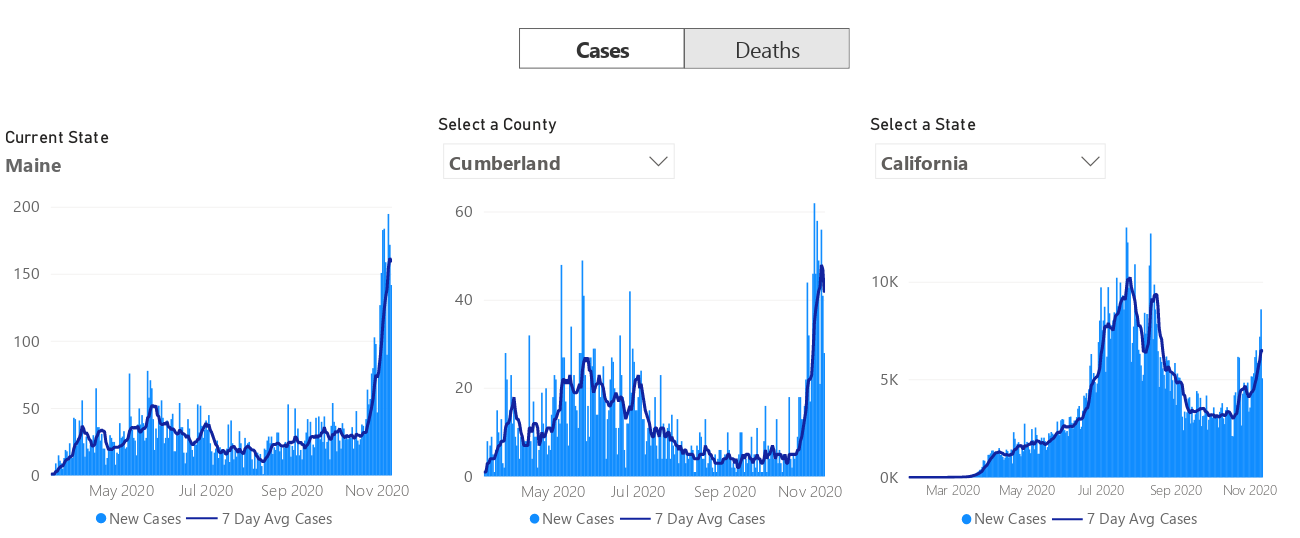 Cases Deaths
Current State
Maine
Select a County
Cumberland
Select a State
California
200
150
100
50
0
May 2020 Jul 2020 Sep 2020 Nov 2020
New Cases 7 Day Avg Cases
60
40
20
0
May 2020 Jul 2020 Sep 2020 Nov 2020
New Cases 7 Day Avg Cases
10K
5K
0K
Mar 2020 May 2020 Jul 2020 Sep 2020 Nov 2020
New Cases 7 Day Avg Cases